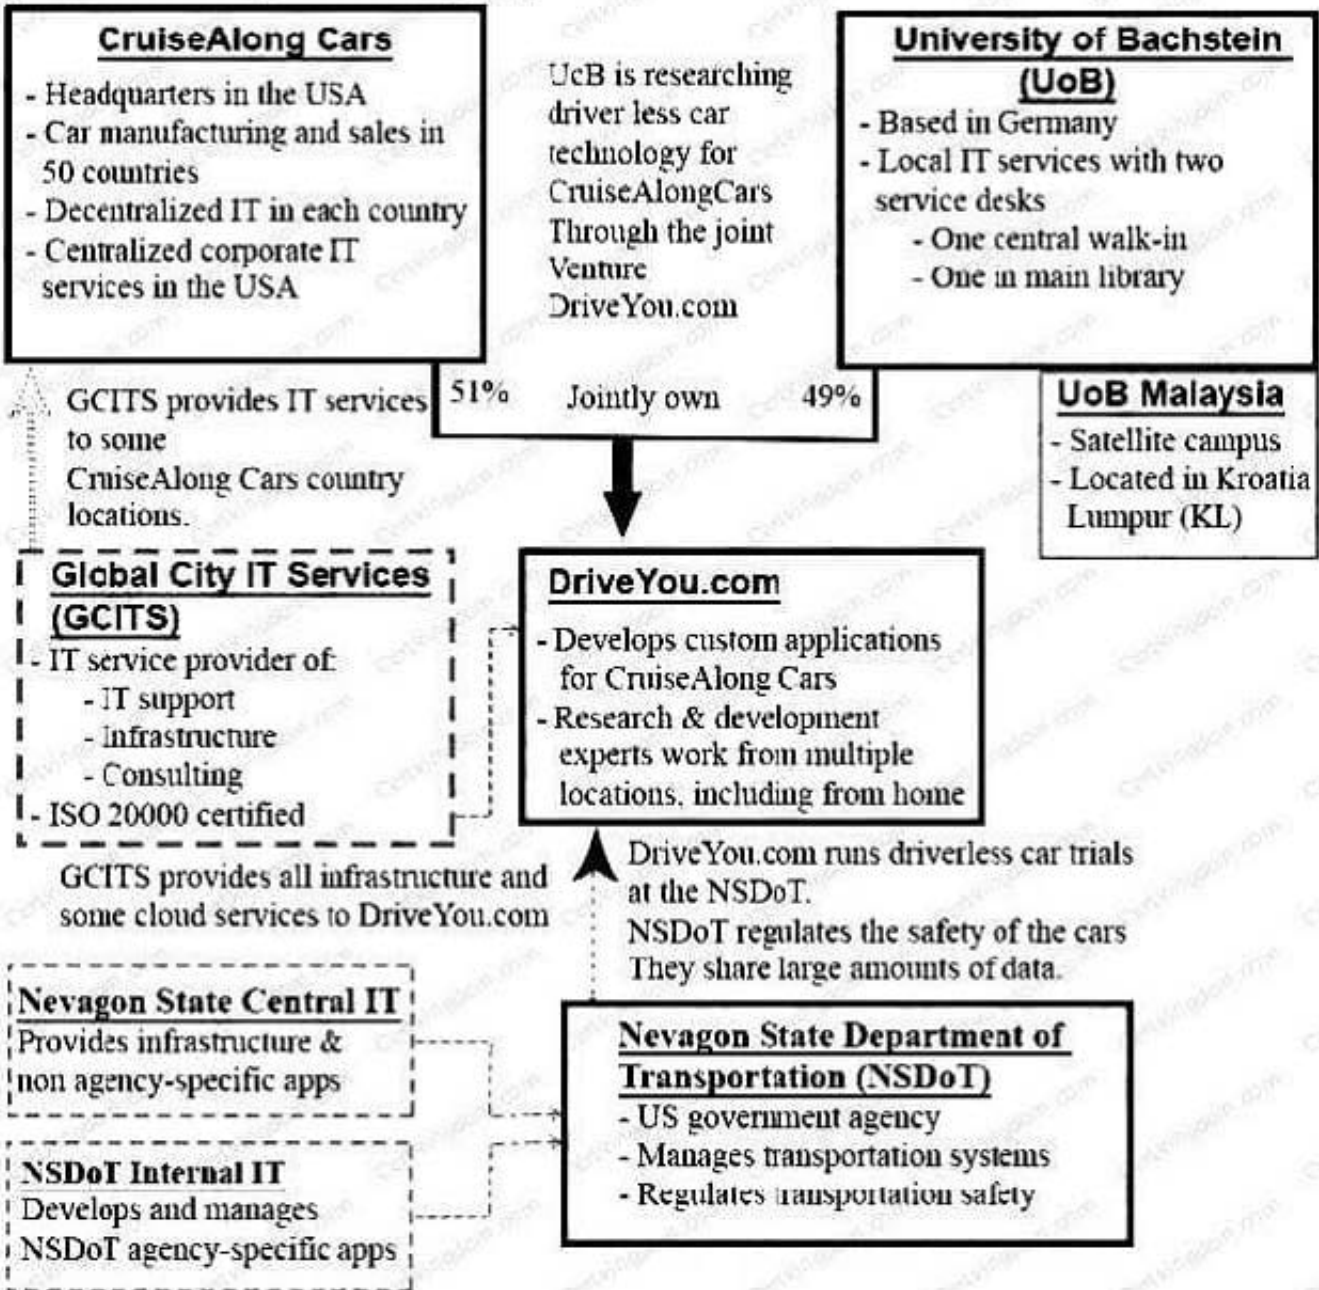 CruiseAlong Cars
- Headquarters in the USA
- Car manufacturing and sales in
50 countries
- Decentralized IT in each country
- Centralized corporate IT
services in the USA
UcB is researching
driver less car
technology for
CruiseAlongCars
Through the joint
Venture
DriveYou.com
University of Bachstein
(UoB)
- Based in Germany
- Local IT services with two
service desks
- One central walk-in
- One in main library
51% Jointly own 49%
UoB Malaysia
- Satellite campus
- Located in Kroatia
Lumpur (KL)
GCITS provides IT services
to some
CruiseAlong Cars country
locations.
Global City IT Services
(GCITS)
- IT service provider of:
- IT support
- Infrastructure
- Consulting
- ISO 20000 certified
DriveYou.com
- Develops custom applications
for CruiseAlong Cars
- Research & development
experts work from multiple
locations, including from home
GCITS provides all infrastructure and
some cloud services to DriveYou.com
DriveYou.com runs driverless car trials
at the NSDoT.
NSDoT regulates the safety of the cars
They share large amounts of data.
Nevagon State Central IT
Provides infrastructure &
non agency-specific apps
NSDoT Internal IT
Develops and manages
NSDoT agency-specific apps
Nevagon State Department of
Transportation (NSDoT)
- US government agency
- Manages transportation systems
- Regulates transportation safety